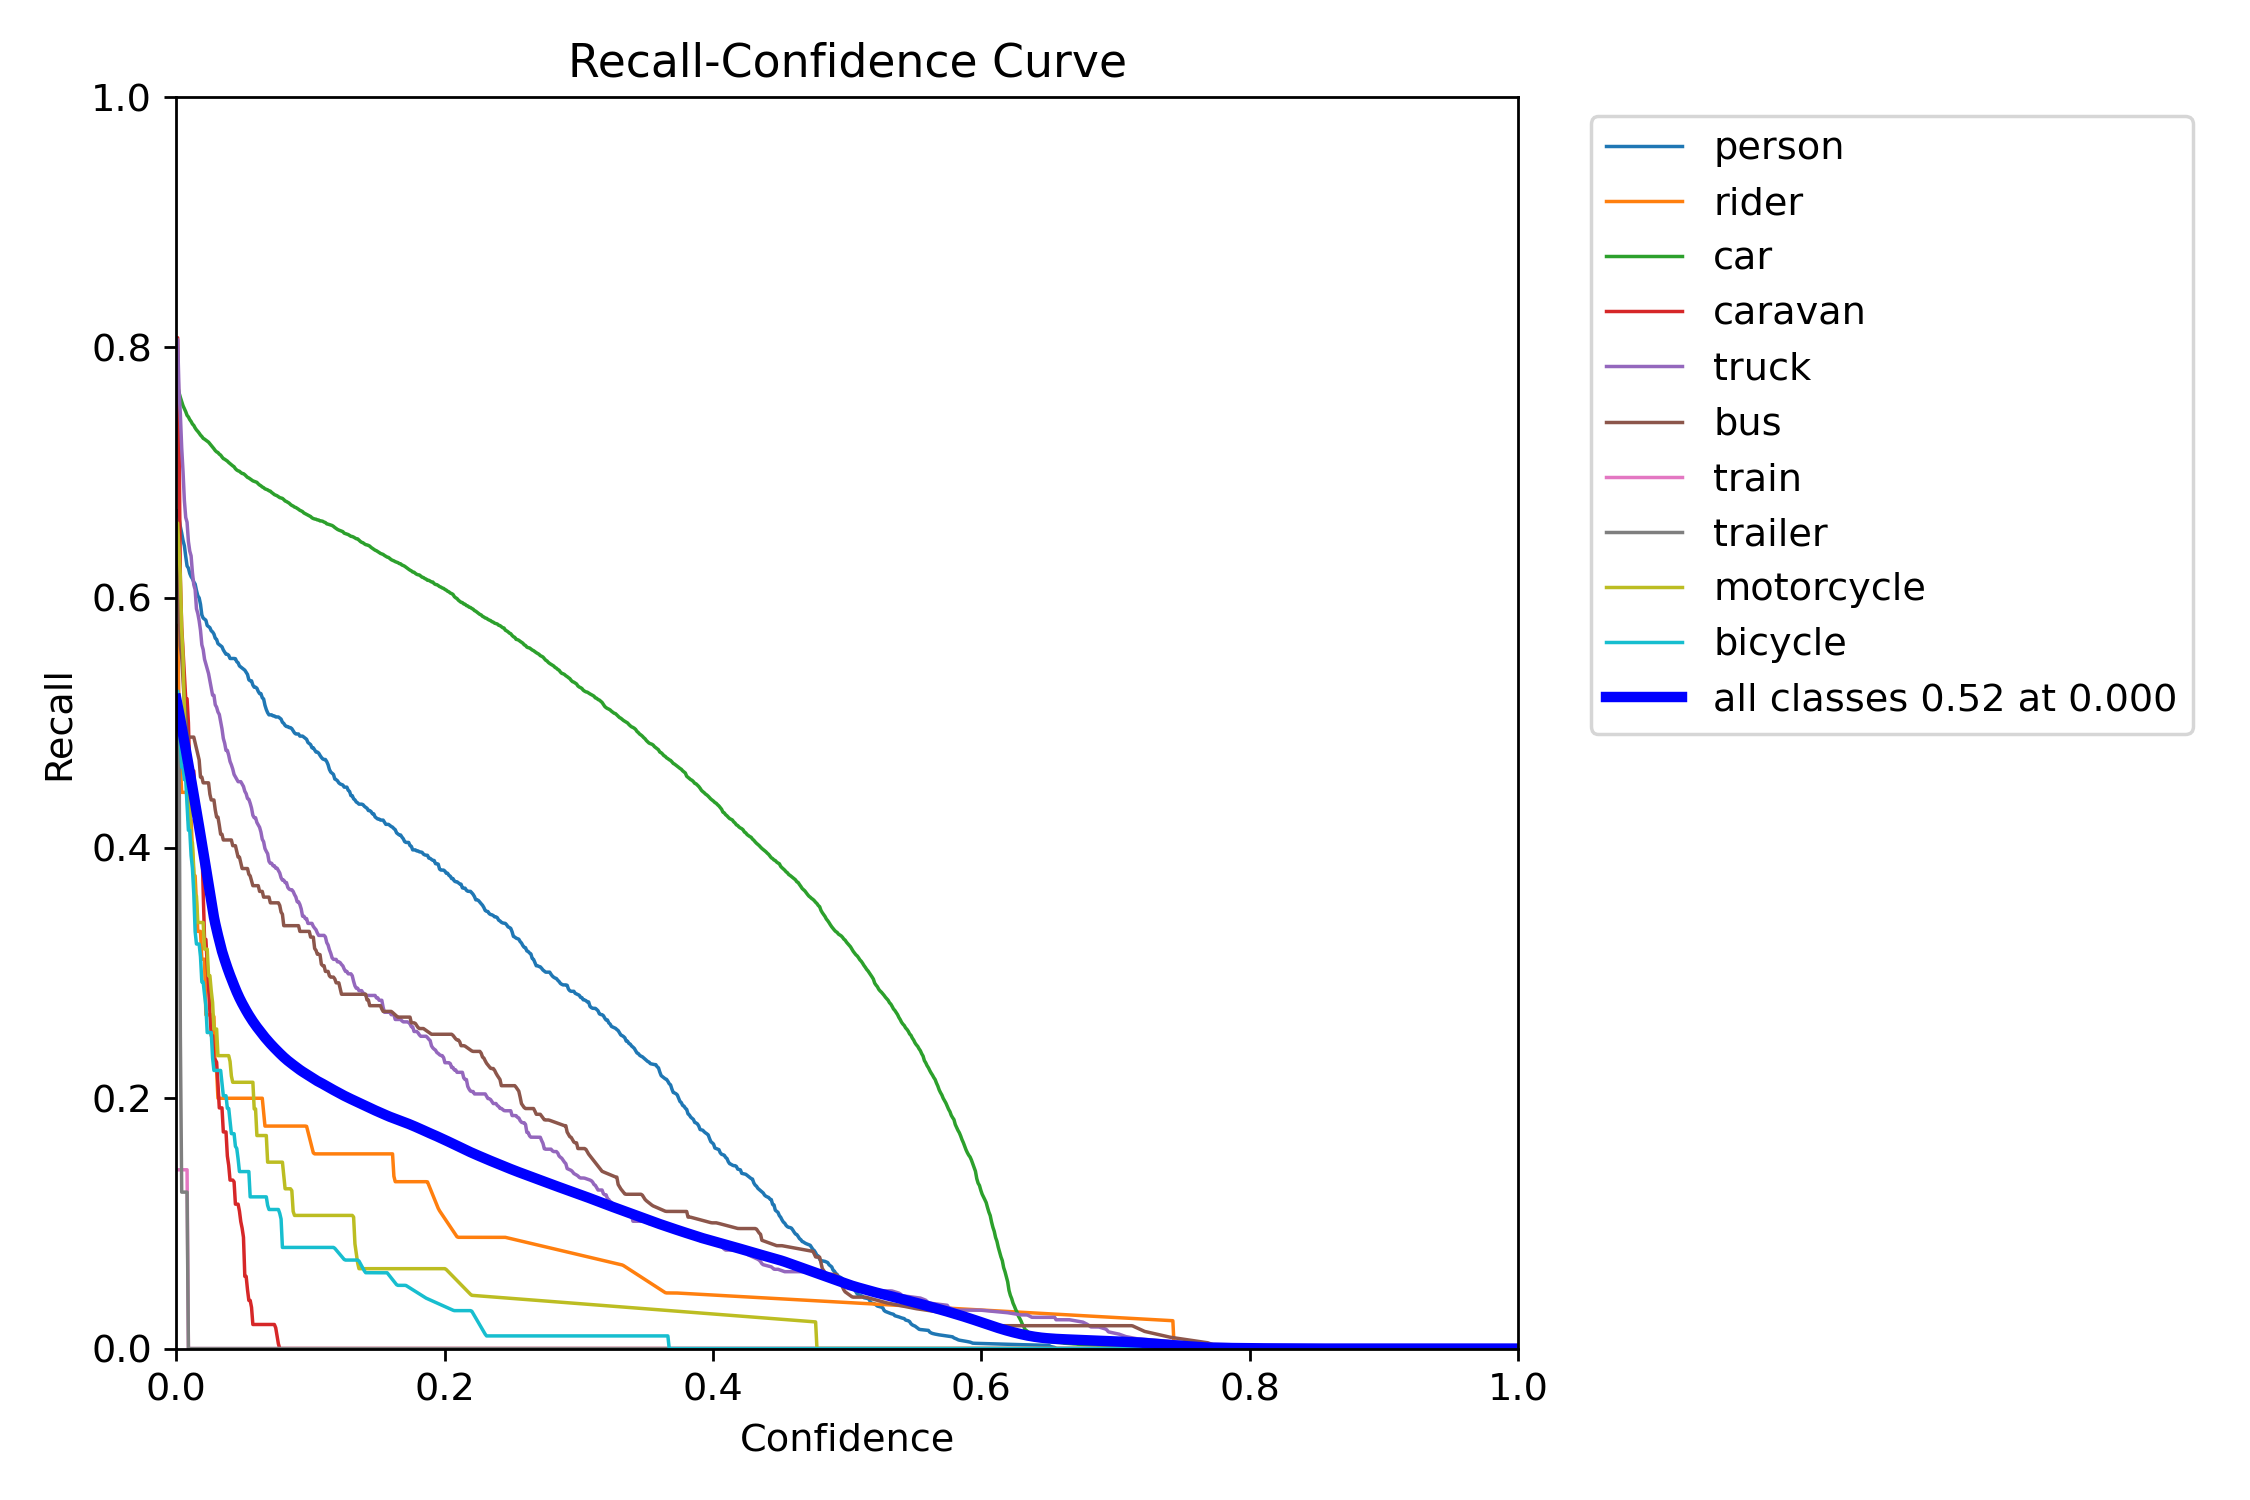 Recall-Confidence Curve
1.0
0.8
0.6
0.4
0.2
0.0
Recall
0.0 0.2 0.4 0.6 0.8 1.0
Confidence
person
rider
car
caravan
truck
bus
train
trailer
motorcycle
bicycle
all classes 0.52 at 0.000